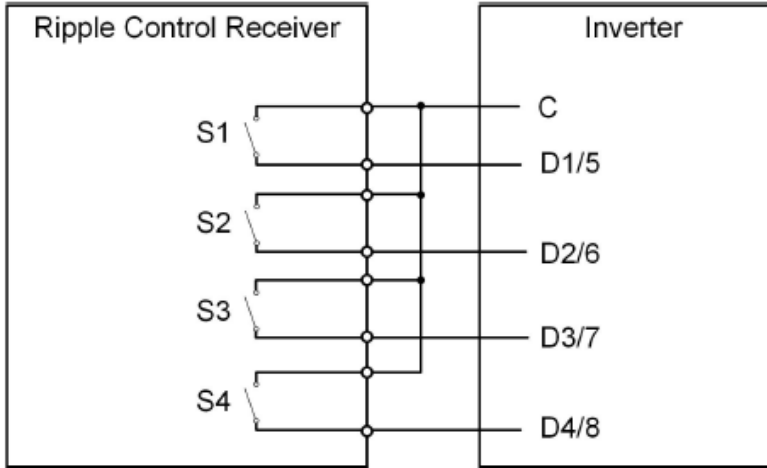 Ripple Control Receiver
Inverter
C
S1
D1/5
S2
D2/6
S3
D3/7
S4
D4/8